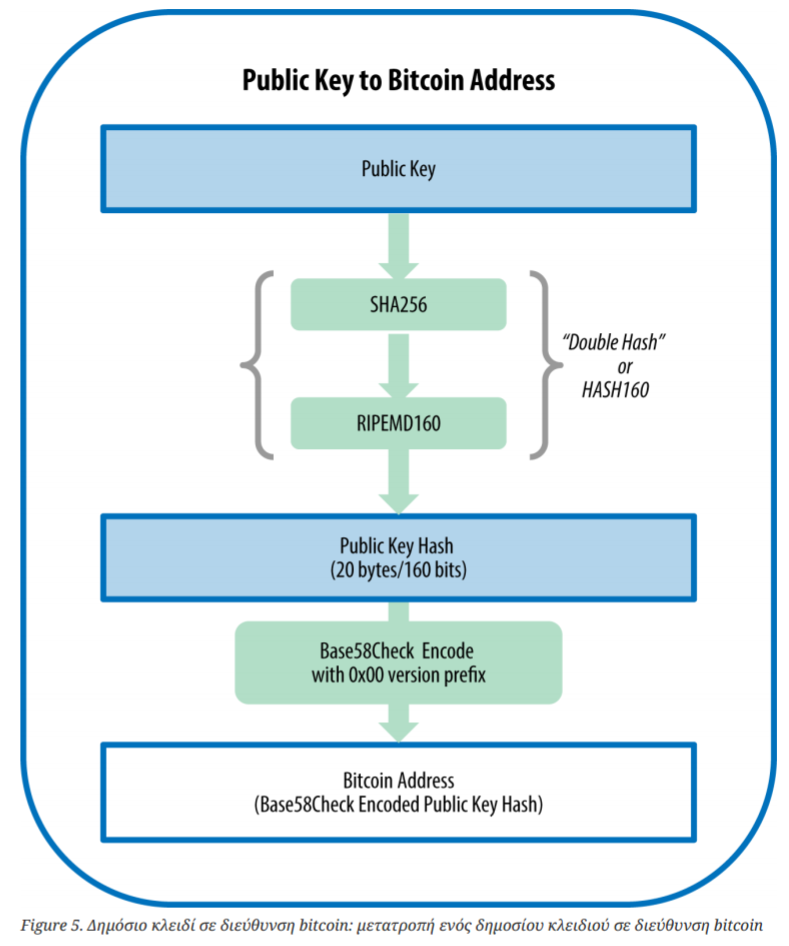 Public Key to Bitcoin Address
Public Key
SHA256
RIPEMD160
“Double Hash”
or
HASH160
Public Key Hash
(20 bytes/160 bits)
Base58Check Encode
with 0x00 version prefix
Bitcoin Address
(Base58Check Encoded Public Key Hash)
Figure 5. Δημόσιο κλειδί σε διεύθυνση bitcoin: μετατροπή ενός δημοσίου κλειδιού σε διεύθυνση bitcoin